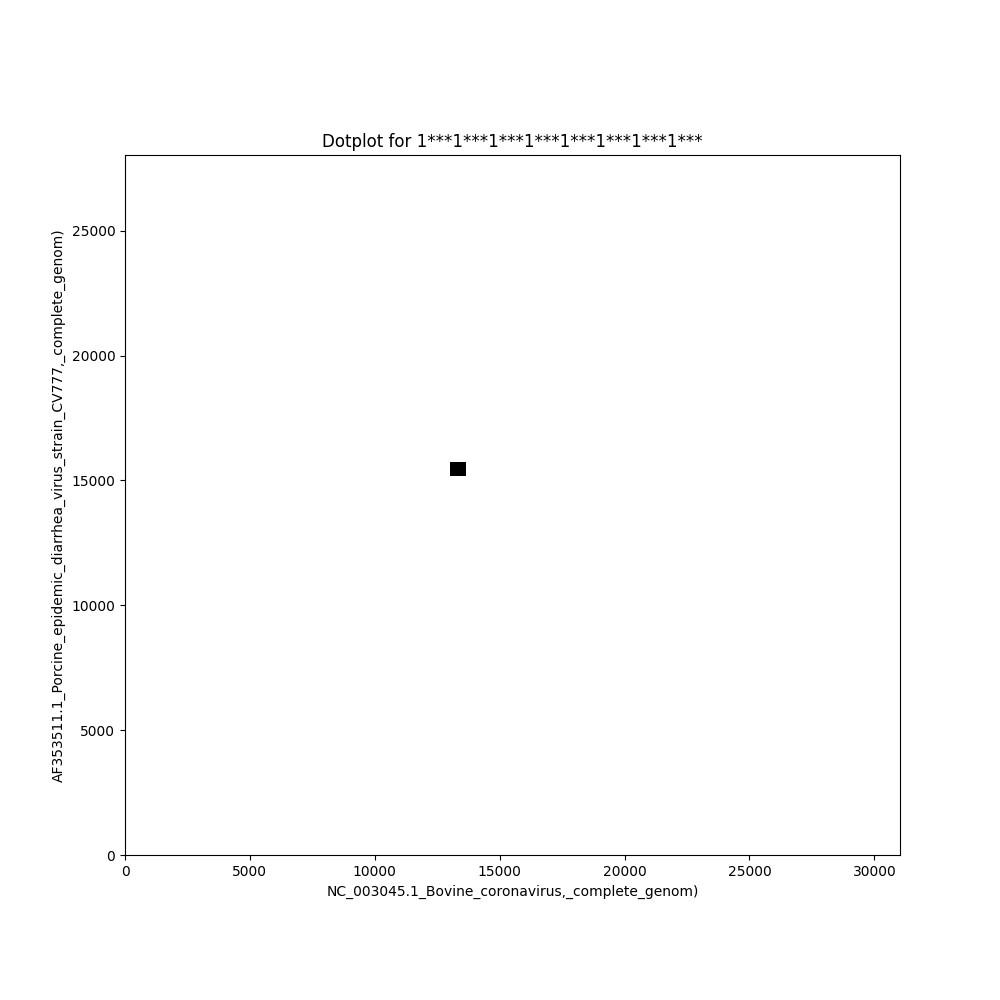 Dotplot for 1***1***1***1***1***1***1***1***
AF353511.1_Porcine_epidemic_diarrhea_virus_strain_CV777,_complete_genom)
25000
20000
15000
10000
5000
0
0 5000 10000 15000 20000 25000 30000
NC_003045.1_Bovine_coronavirus,_complete_genom)